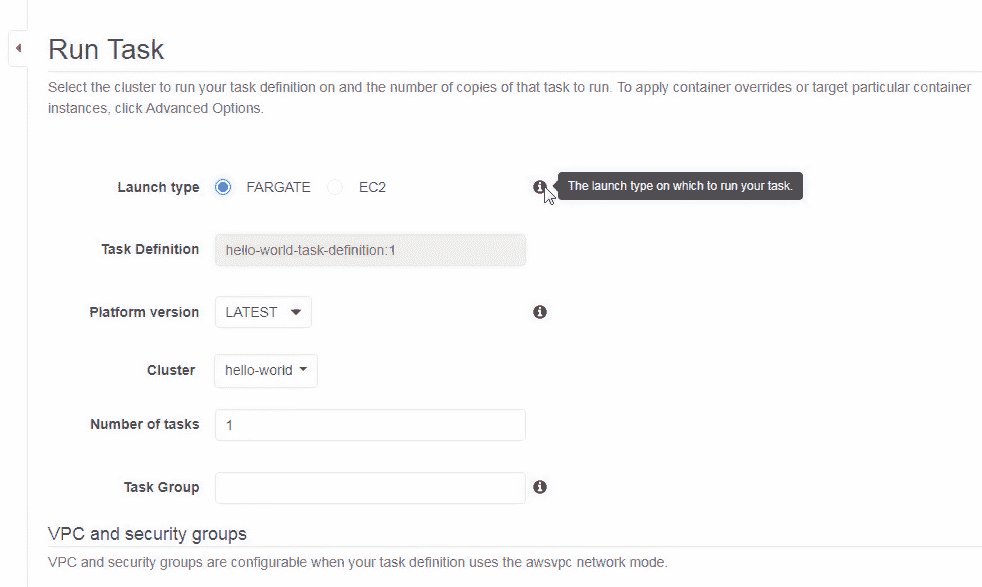 Run Task
Select the cluster to run your task definition on and the number of copies of that task to run. To apply container overrides or target particular container
instances, click Advanced Options.
Launch type FARGATE EC2 The launch type on which to run your task.
Task Definition hello-world-task-definition:1
Platform version LATEST
Cluster hello-world
Number of tasks 1
Task Group
VPC and security groups
VPC and security groups are configurable when your task definition uses the awsvpc network mode.